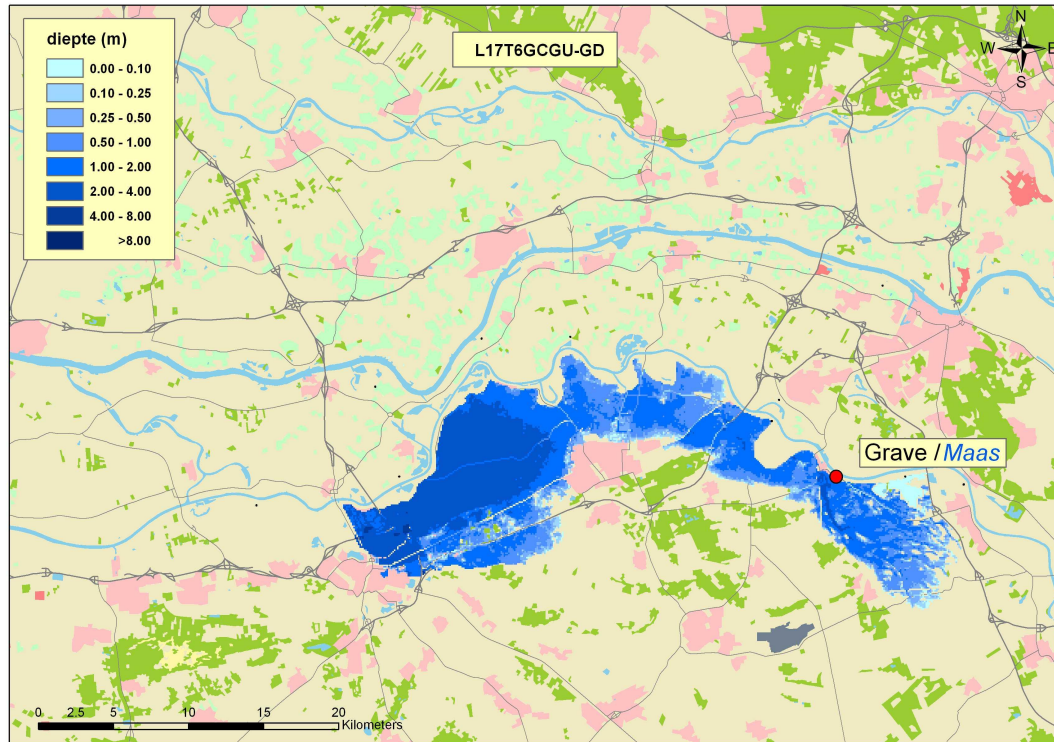 diepte (m)
0.00 - 0.10
0.10 - 0.25
0.25 - 0.50
0.50 - 1.00
1.00 - 2.00
2.00 - 4.00
4.00 - 8.00
>8.00
L17T6GCGU-GD
N
W E
S
Grave / Maas
0 2.5 5 10 15 20
Kilometers